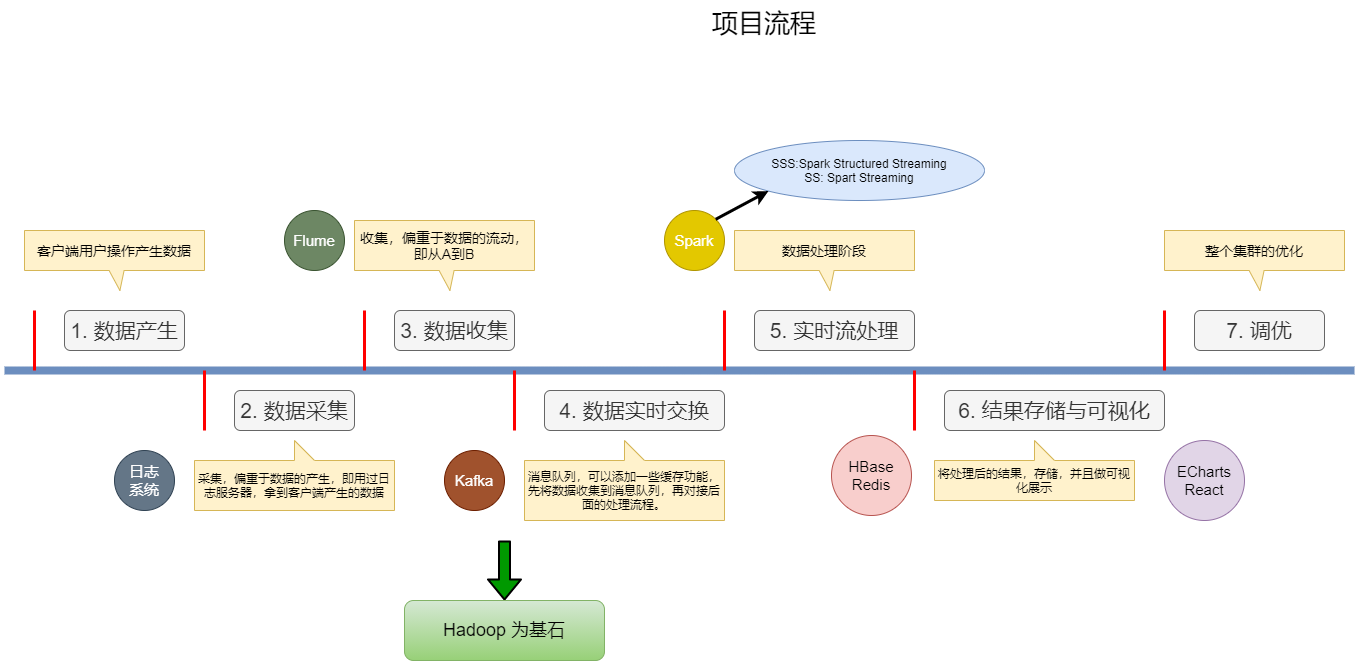 项目流程
SSS:Spark Structured Streaming
SS: Spart Streaming
客户端用户操作产生数据
Flume
收集，偏重于数据的流动，
即从A到B
Spark
数据处理阶段
整个集群的优化
1. 数据产生
3. 数据收集
5. 实时流处理
7. 调优
2. 数据采集
4. 数据实时交换
6. 结果存储与可视化
日志
系统
采集，偏重于数据的产生，即用过日
志服务器，拿到客户端产生的数据
Kafka
消息队列，可以添加一些缓存功能，
先将数据收集到消息队列，再对接后
面的处理流程。
HBase
Redis
将处理后的结果，存储，并且做可视
化展示
ECharts
React
Hadoop 为基石